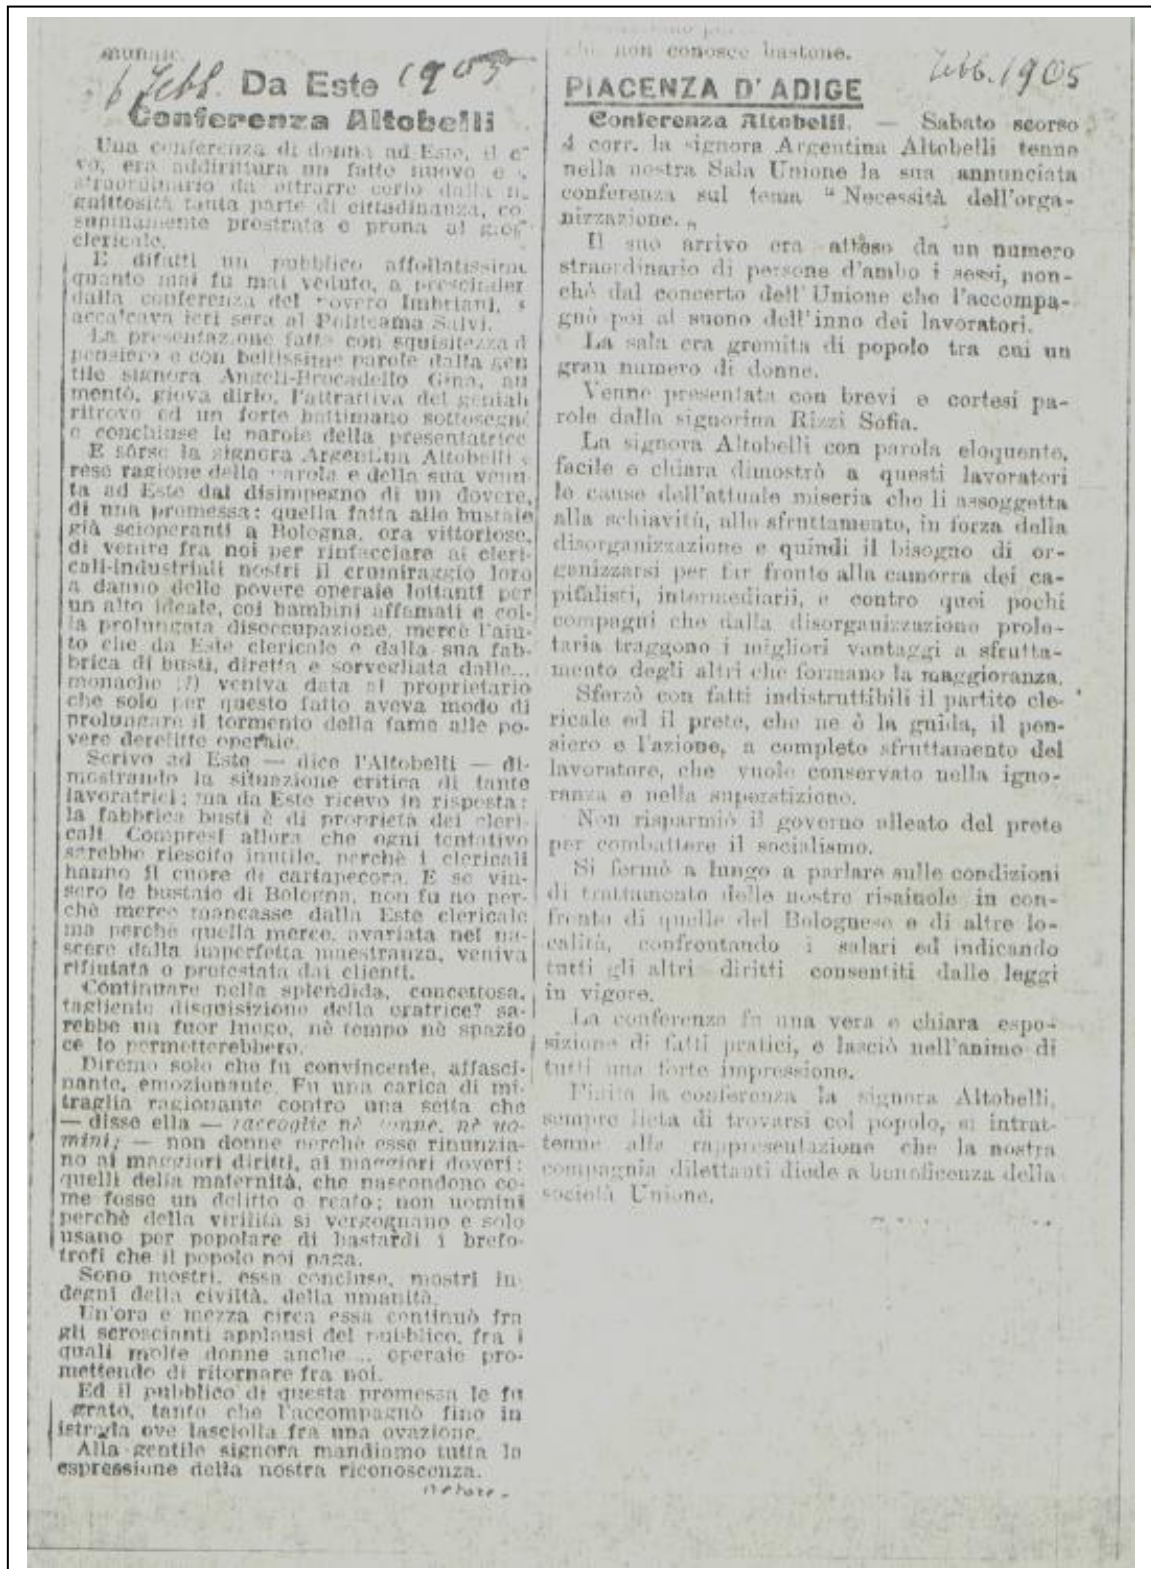 6 Febb. 1905
Da Este
Conferenza Altobelli
Una conferenza di donna ad Este, il
vo, era addirittura un fatto nuovo e
straordinario da attrarre certo dalla
guittosità tanta parte di cittadinanza, co
supinamente prostrata e prona al
clericale.
E difatti un pubblico affollatissim
quanto mai fu mai veduto, a prescinder
dalla conferenza del povero Imbriani, s
accalcava ieri sera al Politeama Salvi.
La presentazione fatta con squisitezza d
pensiero e con bellissime parole dalla gen
tile signora Angeli-Brocadello Gina, au
mentò, giova dirlo, l'attrattiva del geniale
ritrovo ed un forte battimano sottosegnò
e conchiuse le parole della presentatrice
E sòrse la signora Argentina Altobelli e
rese ragione della parola e della sua venu-
ta ad Este dal disimpegno di un dovere,
di una promessa: quella fatta alle bustaie
già scioperanti a Bologna, ora vittoriose,
di venire fra noi per rinfacciare ai cleri-
cali-industriali nostri il crumiraggio loro
a danno delle povere operaie lottanti per
un alto ideale, coi bambini affamati e col-
la prolungata disoccupazione, mercè l'aiu-
to che da Este clericale e dalla sua fab-
brica di busti, diretta e sorvegliata dalle...
monache (?) veniva data al proprietario
che solo per questo fatto aveva modo di
prolungare il tormento della fame alle po-
vere derelitte operaie.
Scrivo ad Este — dice l'Altobelli — di-
mostrando la situazione critica di tante
lavoratrici; ma da Este ricevo in risposta:
la fabbrica busti è di proprietà dei cleri-
cali. Compresi allora che ogni tentativo
sarebbe riescito inutile, perchè i clericali
hanno il cuore di cartapecora. E se vin-
sero le bustaie di Bologna, non fu no per-
chè merce mancasse dalla Este clericale
ma perchè quella merce, avariata nel na-
scere dalla imperfetta maestranza, veniva
rifiutata o protestata dai clienti.
Continuare nella splendida, concettosa,
tagliente disquisizione della oratrice? sa-
rebbe un fuor luogo, nè tempo nè spazio
ce lo permetterebbero.
Diremo solo che fu convincente, affasci-
nante, emozionante. Fu una carica di mi-
traglia ragionante contro una setta che
— disse ella — raccoglie nè donne, nè uo-
mini; — non donne perchè esse rinunzia-
no ai maggiori diritti, ai maggiori doveri:
quelli della maternità, che nascondono co-
me fosse un delitto o reato; non uomini
perchè della virilità si vergognano e solo
usano per popolare di bastardi i brefo-
trofi che il popolo poi paga.
Sono mostri, essa concluse, mostri in-
degni della civiltà, della umanità.
Un'ora e mezza circa essa continuò fra
gli scroscianti applausi del pubblico, fra i
quali molte donne anche... operaie pro-
mettendo di ritornare fra noi.
Ed il pubblico di questa promessa le fu
grato, tanto che l'accompagnò fino in
istrada ove lasciolla fra una ovazione.
Alla gentile signora mandiamo tutta la
espressione della nostra riconoscenza.
chi non conosce bastone.
Febb. 1905
PIACENZA D'ADIGE
Conferenza Altobelli. — Sabato scorso
4 corr. la signora Argentina Altobelli tenne
nella nostra Sala Unione la sua annunciata
conferenza sul tema "Necessità dell'orga-
nizzazione.„
Il suo arrivo era atteso da un numero
straordinario di persone d'ambo i sessi, non-
chè dal concerto dell'Unione che l'accompa-
gnò poi al suono dell'inno dei lavoratori.
La sala era gremita di popolo tra cui un
gran numero di donne.
Venne presentata con brevi e cortesi pa-
role dalla signorina Rizzi Sofia.
La signora Altobelli con parola eloquente,
facile e chiara dimostrò a questi lavoratori
le cause dell'attuale miseria che li assoggetta
alla schiavitù, allo sfruttamento, in forza della
disorganizzazione e quindi il bisogno di or-
ganizzarsi per far fronte alla camorra dei ca-
pitalisti, intermediarii, e contro quei pochi
compagni che dalla disorganizzazione prole-
taria traggono i migliori vantaggi a sfrutta-
mento degli altri che formano la maggioranza.
Sferzò con fatti indistruttibili il partito cle-
ricale ed il prete, che ne è la guida, il pen-
siero e l'azione, a completo sfruttamento del
lavoratore, che vuole conservato nella igno-
ranza e nella superstizione.
Non risparmiò il governo alleato del prete
per combattere il socialismo.
Si fermò a lungo a parlare sulle condizioni
di trattamento delle nostre risaiuole in con-
fronto di quelle del Bolognese e di altre lo-
calità, confrontando i salari ed indicando
tutti gli altri diritti consentiti dalle leggi
in vigore.
La conferenza fu una vera e chiara espo-
sizione di fatti pratici, e lasciò nell'animo di
tutti una forte impressione.
Finita la conferenza la signora Altobelli,
sempre lieta di trovarsi col popolo, si intrat-
tenne alla rappresentazione che la nostra
compagnia dilettanti diede a beneficenza della
società Unione.